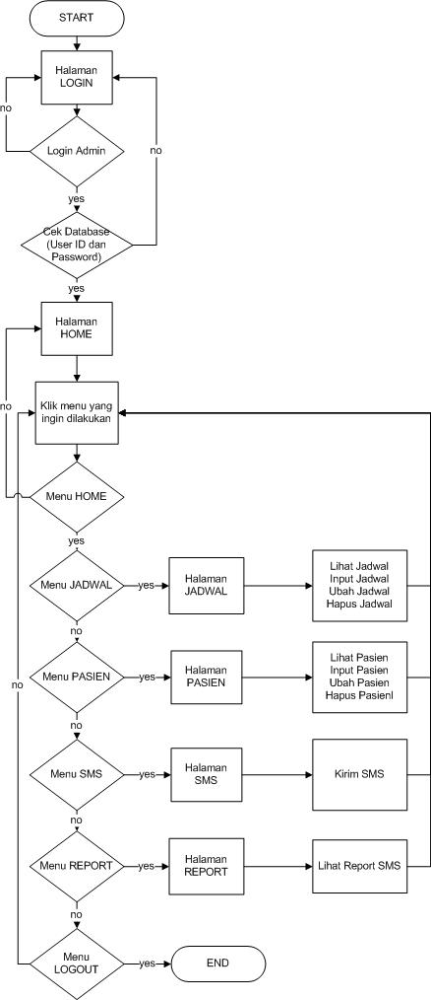 START
Halaman
LOGIN
no
Login Admin
no
yes
Cek Database
(User ID dan
Password)
yes
Halaman
HOME
no
Klik menu yang
ingin dilakukan
Menu HOME
yes
Menu JADWAL
yes
Halaman
JADWAL
Lihat Jadwal
Input Jadwal
Ubah Jadwal
Hapus Jadwal
no
Menu PASIEN
yes
Halaman
PASIEN
Lihat Pasien
Input Pasien
Ubah Pasien
Hapus Pasienl
no
no
Menu SMS
yes
Halaman
SMS
Kirim SMS
no
Menu REPORT
yes
Halaman
REPORT
Lihat Report SMS
no
Menu
LOGOUT
yes
END